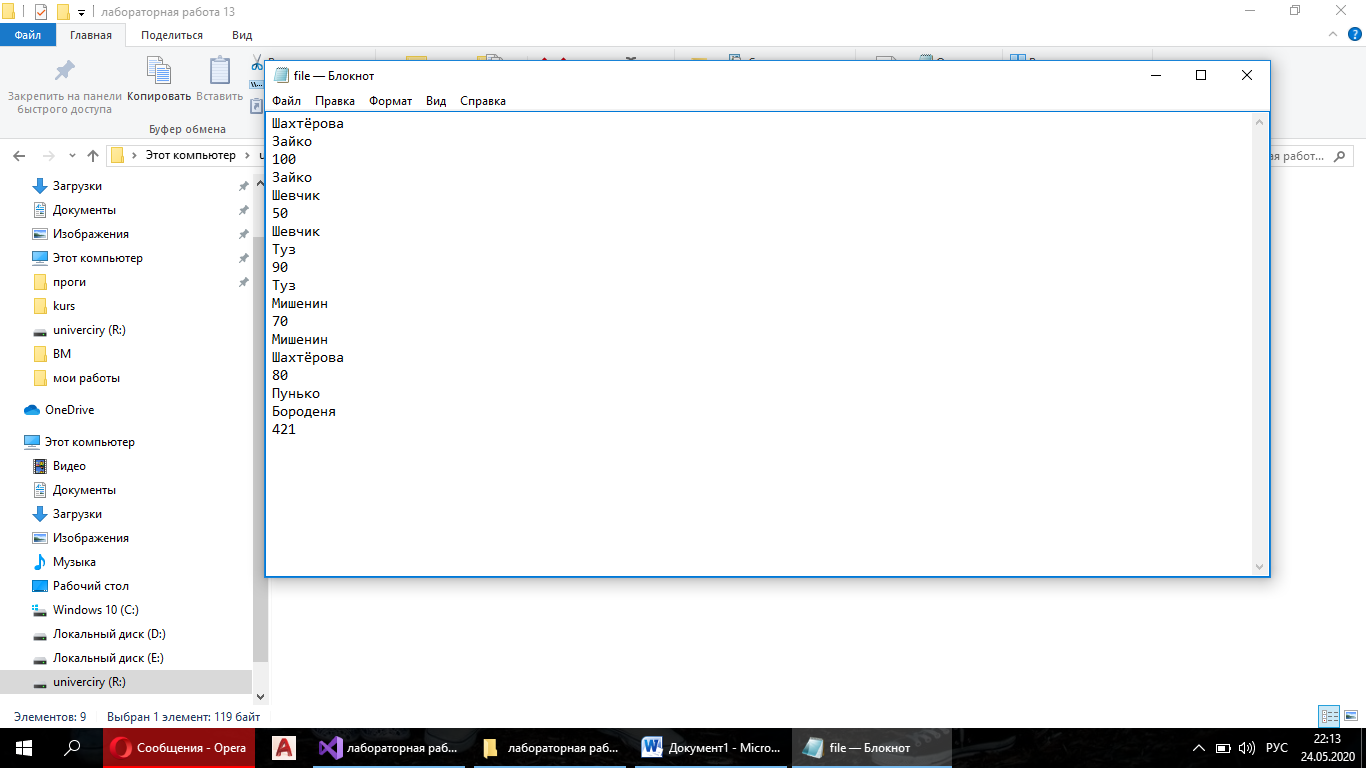 лабораторная работа 13
Файл Главная Поделиться Вид
Закрепить на панели быстрого доступа
Копировать
Вставить
Буфер обмена
Этот компьютер
ая работ...
Загрузки
Документы
Изображения
Этот компьютер
проги
kurs
univerciry (R:)
ВМ
мои работы
OneDrive
Этот компьютер
Видео
Документы
Загрузки
Изображения
Музыка
Рабочий стол
Windows 10 (C:)
Локальный диск (D:)
Локальный диск (E:)
univerciry (R:)
Элементов: 9 Выбран 1 элемент: 119 байт
file — Блокнот
Файл Правка Формат Вид Справка
Шахтёрова
Зайко
100
Зайко
Шевчик
50
Шевчик
Туз
90
Туз
Мишенин
70
Мишенин
Шахтёрова
80
Пунько
Бороденя
421
Сообщения - Opera
лабораторная раб...
лабораторная раб...
Документ1 - Micro...
file — Блокнот
РУС
22:13
24.05.2020